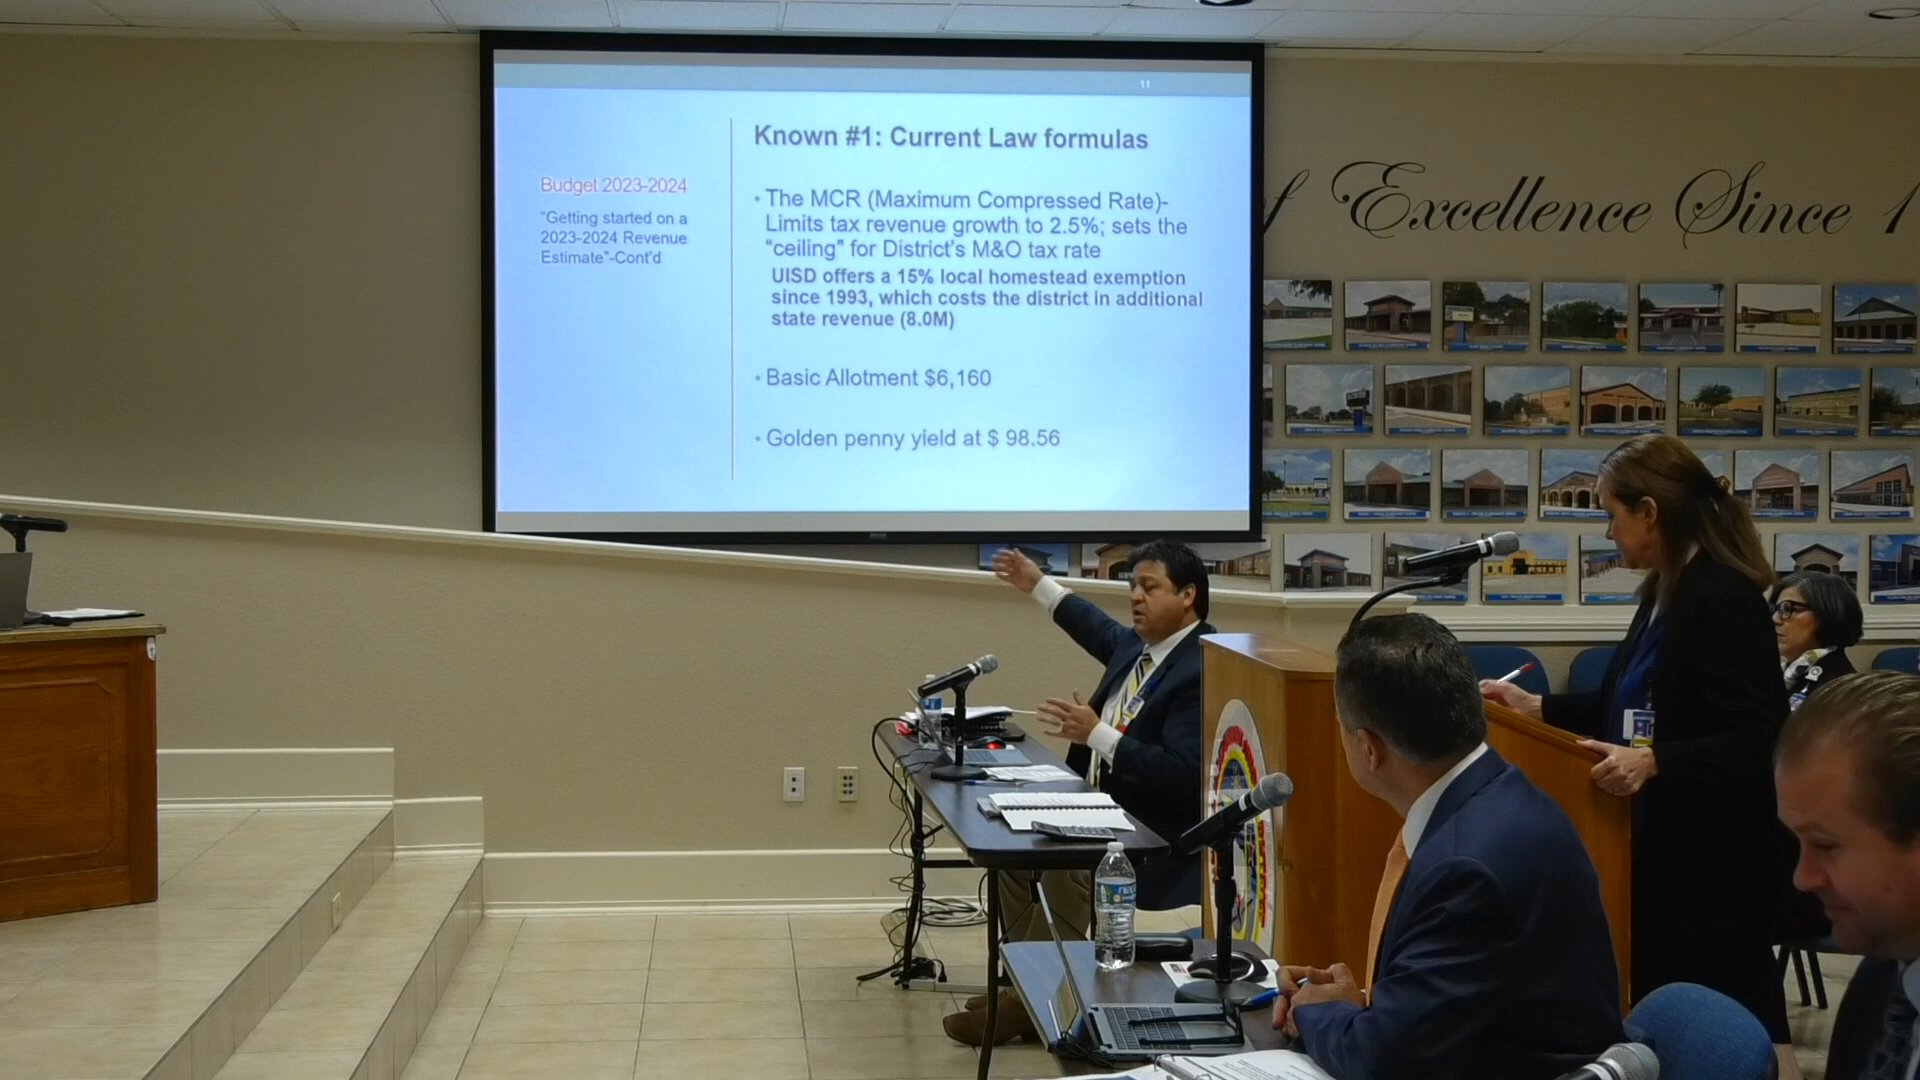 11
Known #1: Current Law formulas
Budget 2023-2024
"Getting started on a
2023-2024 Revenue
Estimate"-Cont'd
• The MCR (Maximum Compressed Rate)-
Limits tax revenue growth to 2.5%; sets the
"ceiling" for District's M&O tax rate
UISD offers a 15% local homestead exemption
since 1993, which costs the district in additional
state revenue (8.0M)
• Basic Allotment $6,160
• Golden penny yield at $ 98.56
of Excellence Since 1